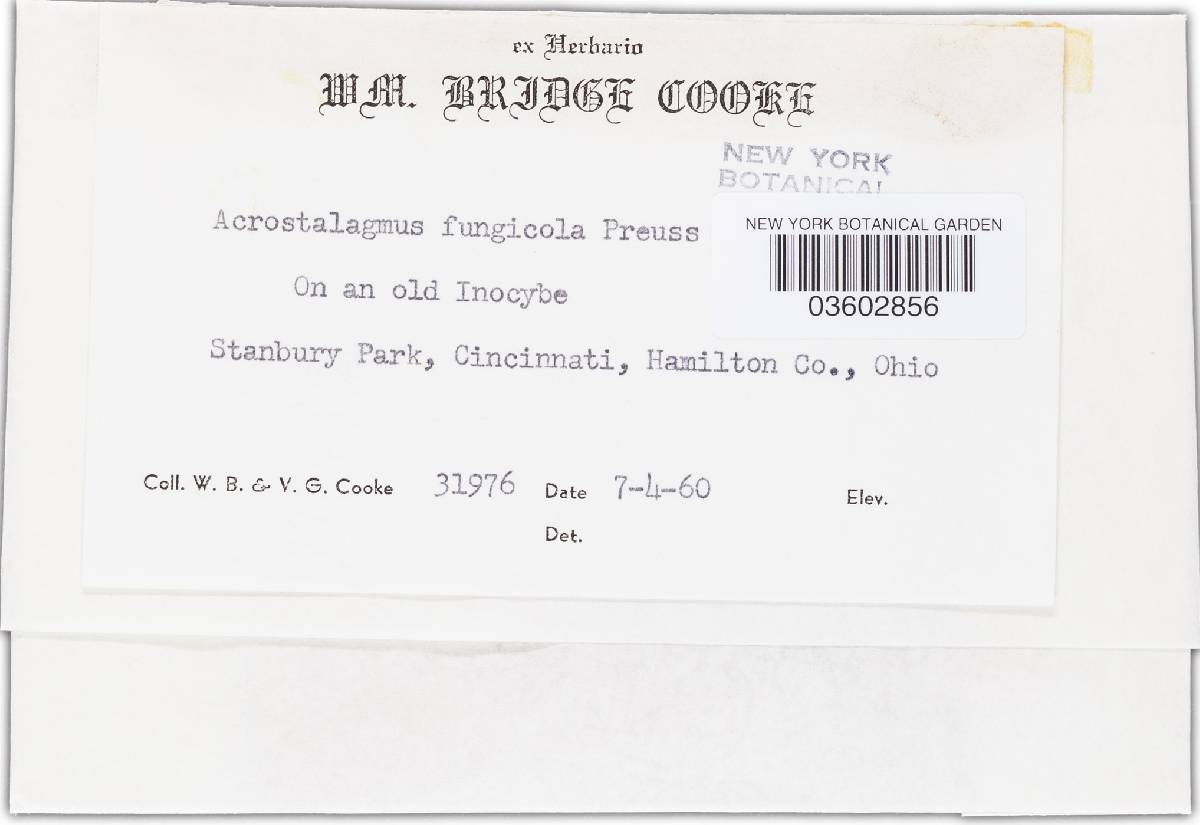 ex Herbario
WM. BRIDGE COOKE
NEW YORK
BOTANICAL
Acrostalagmus fungicola Preuss
NEW YORK BOTANICAL GARDEN
03602856
On an old Inocybe
Stanbury Park, Cincinnati, Hamilton Co., Ohio
Coll. W. B. & V. G. Cooke 31976 Date 7-4-60 Elev.
Det.